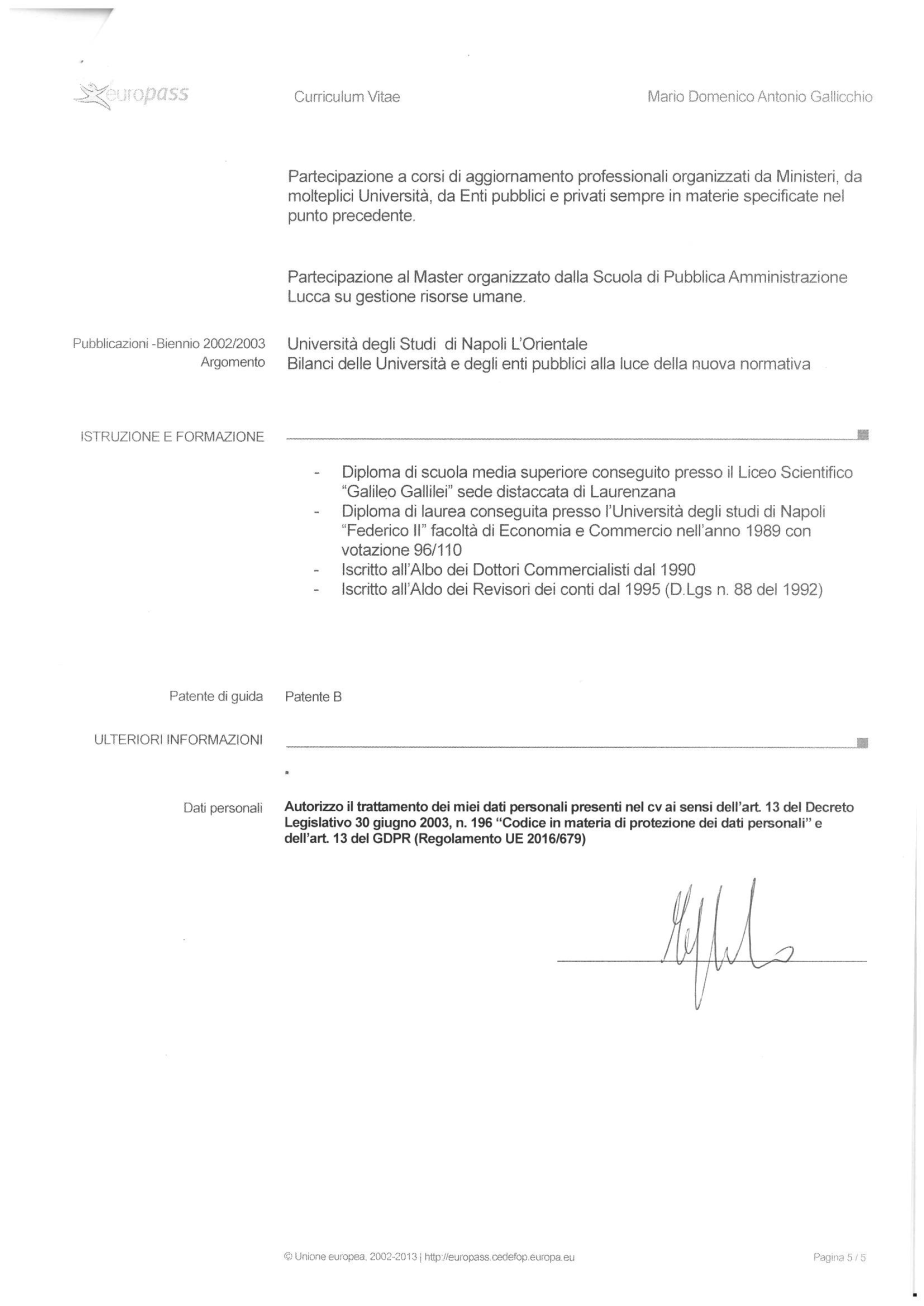 europass
Curriculum Vitae
Mario Domenico Antonio Gallicchio
Partecipazione a corsi di aggiornamento professionali organizzati da Ministeri, da
molteplici Università, da Enti pubblici e privati sempre in materie specificate nel
punto precedente.
Partecipazione al Master organizzato dalla Scuola di Pubblica Amministrazione
Lucca su gestione risorse umane.
Pubblicazioni -Biennio 2002/2003
Argomento
Università degli Studi di Napoli L'Orientale
Bilanci delle Università e degli enti pubblici alla luce della nuova normativa
ISTRUZIONE E FORMAZIONE
- Diploma di scuola media superiore conseguito presso il Liceo Scientifico
"Galileo Gallilei" sede distaccata di Laurenzana
- Diploma di laurea conseguita presso l'Università degli studi di Napoli
"Federico II" facoltà di Economia e Commercio nell'anno 1989 con
votazione 96/110
- Iscritto all'Albo dei Dottori Commercialisti dal 1990
- Iscritto all'Aldo dei Revisori dei conti dal 1995 (D.Lgs n. 88 del 1992)
Patente di guida Patente B
ULTERIORI INFORMAZIONI
Dati personali
Autorizzo il trattamento dei miei dati personali presenti nel cv ai sensi dell'art. 13 del Decreto
Legislativo 30 giugno 2003, n. 196 "Codice in materia di protezione dei dati personali" e
dell'art. 13 del GDPR (Regolamento UE 2016/679)
© Unione europea, 2002-2013 | http://europass.cedefop.europa.eu
Pagina 5 / 5